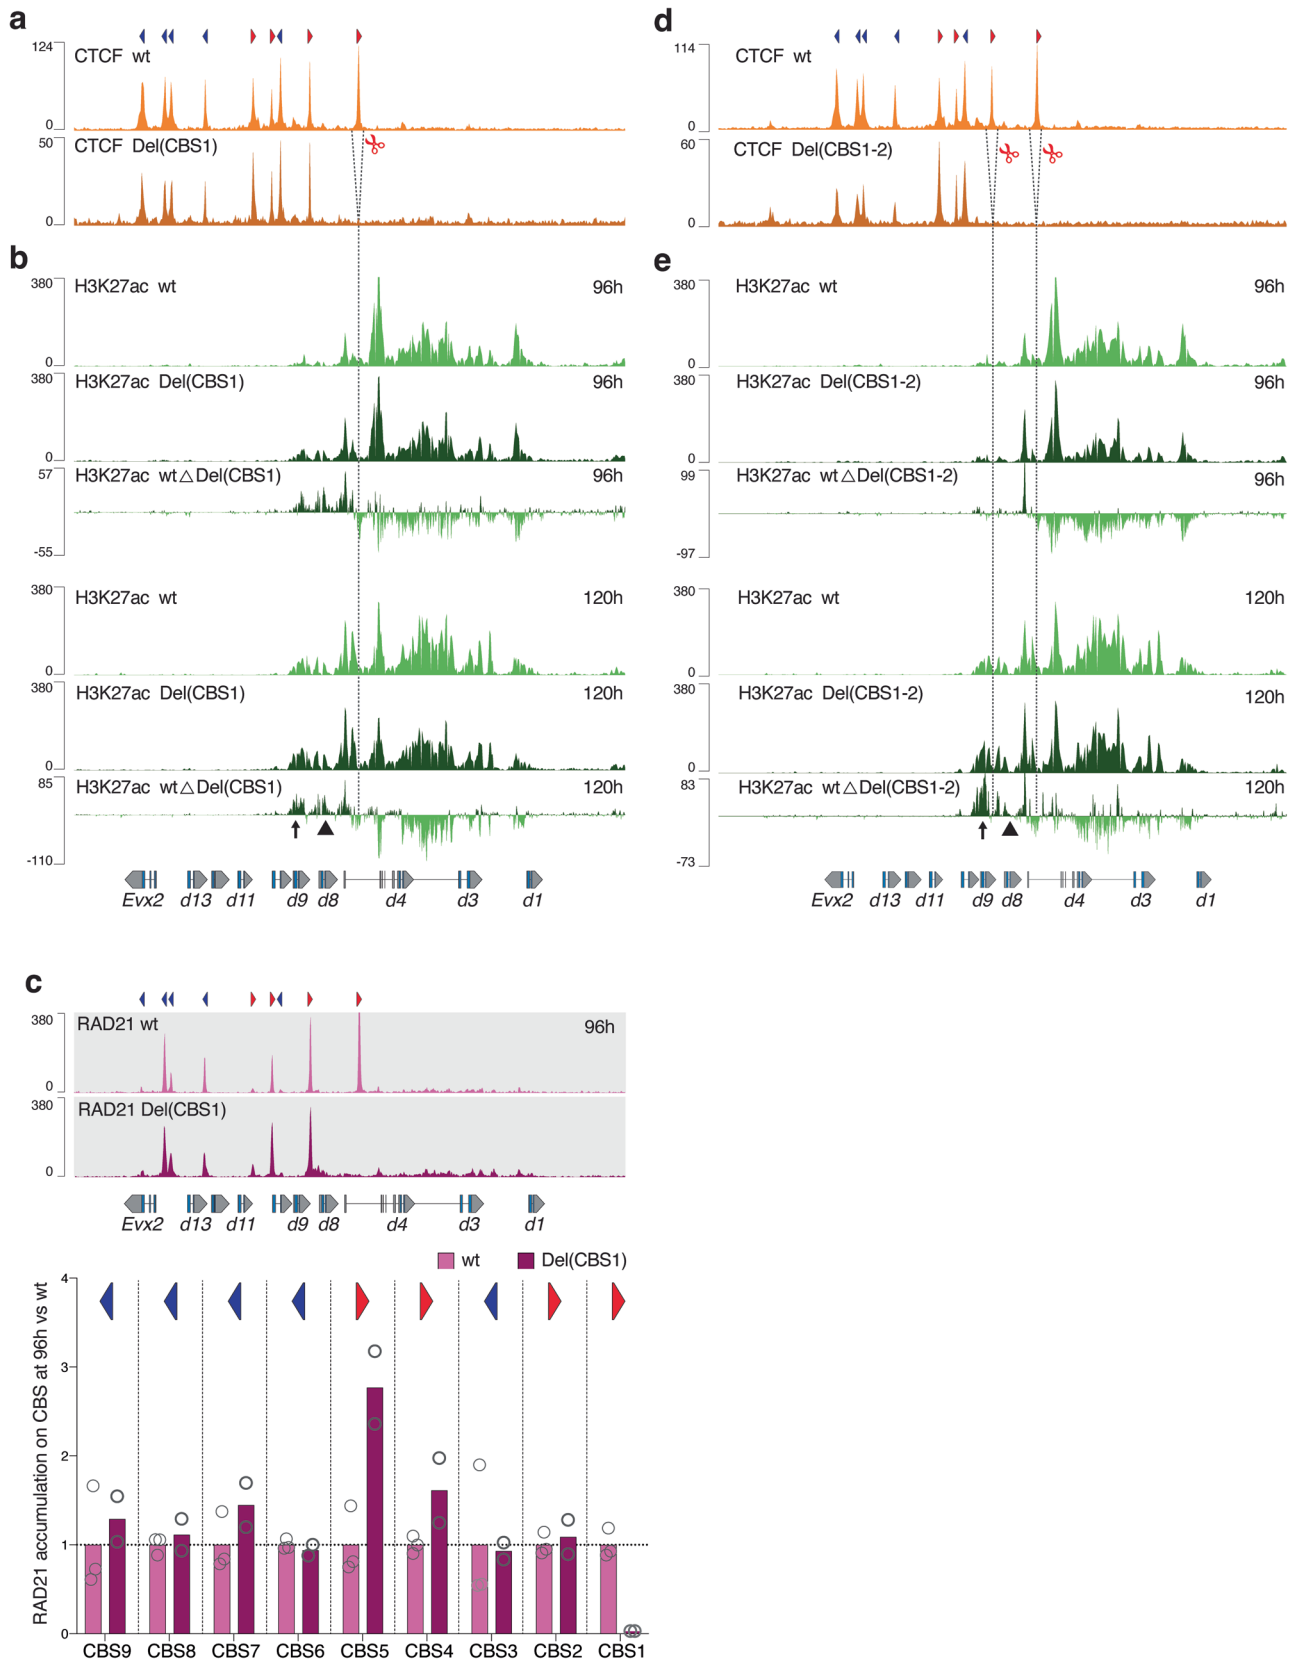 a
124
CTCF wt
0
50
CTCF Del(CBS1)
0
b
380
H3K27ac wt
96h
0
380
H3K27ac Del(CBS1)
96h
0
57
H3K27ac wt△Del(CBS1)
96h
-55
380
H3K27ac wt
120h
0
380
H3K27ac Del(CBS1)
120h
0
85
H3K27ac wt△Del(CBS1)
120h
-110
Evx2 d13 d11 d9 d8 d4 d3 d1
d
114
CTCF wt
0
60
CTCF Del(CBS1-2)
0
e
380
H3K27ac wt
96h
0
380
H3K27ac Del(CBS1-2)
96h
0
99
H3K27ac wt△Del(CBS1-2)
96h
-97
380
H3K27ac wt
120h
0
380
H3K27ac Del(CBS1-2)
120h
0
83
H3K27ac wt△Del(CBS1-2)
120h
-73
Evx2 d13 d11 d9 d8 d4 d3 d1
c
380
RAD21 wt
96h
0
380
RAD21 Del(CBS1)
0
Evx2 d13 d11 d9 d8 d4 d3 d1
wt Del(CBS1)
RAD21 accumulation on CBS at 96h vs wt
4
3
2
1
0
CBS9 CBS8 CBS7 CBS6 CBS5 CBS4 CBS3 CBS2 CBS1